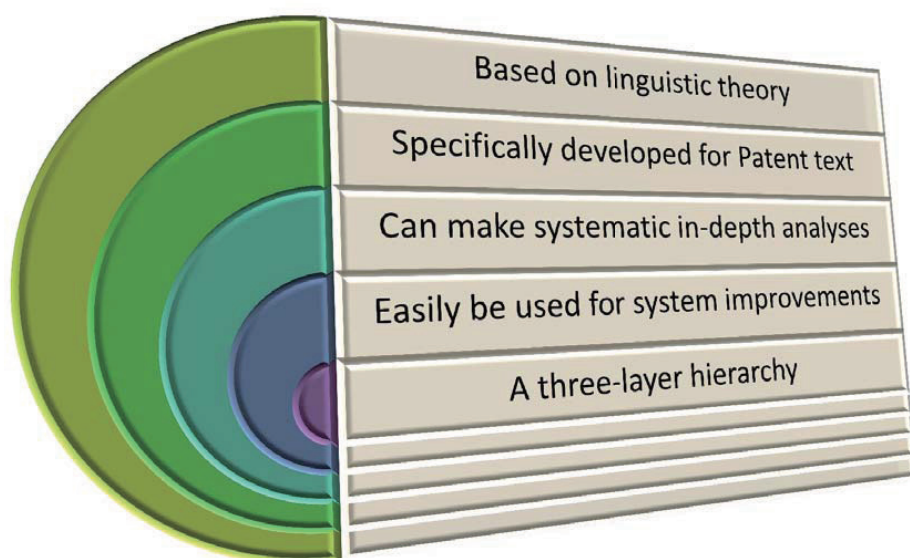 Based on linguistic theory
Specifically developed for Patent text
Can make systematic in-depth analyses
Easily be used for system improvements
A three-layer hierarchy